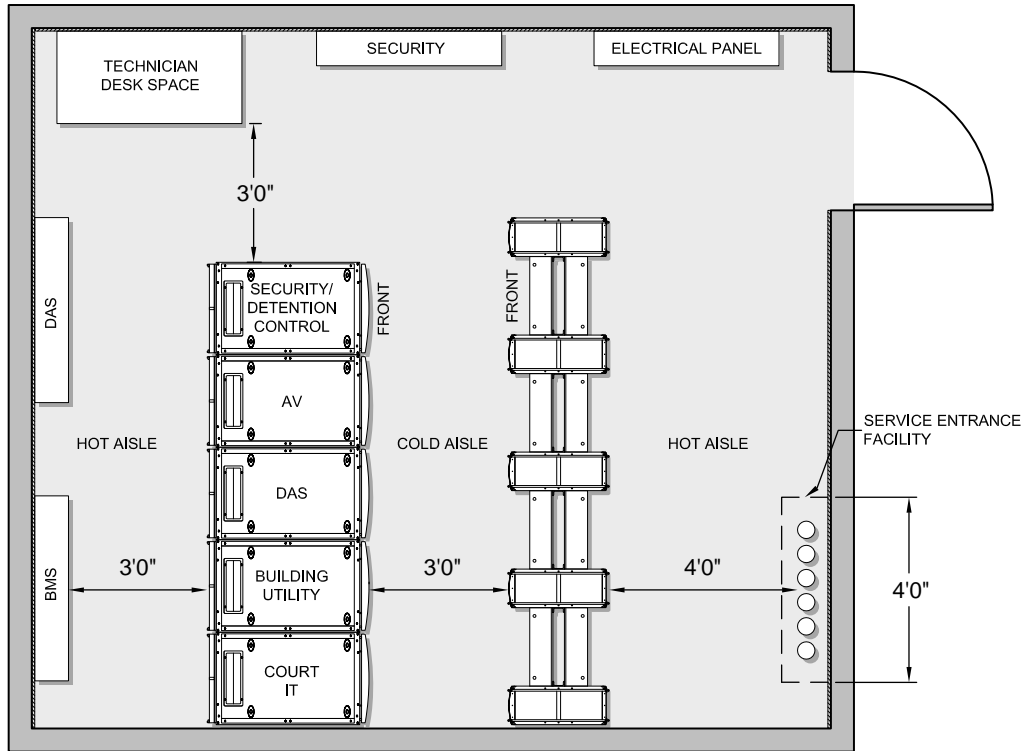 TECHNICIAN
DESK SPACE
SECURITY
ELECTRICAL PANEL
3'0"
DAS
SECURITY/
DETENTION
CONTROL
FRONT
FRONT
AV
HOT AISLE
COLD AISLE
HOT AISLE
SERVICE ENTRANCE
FACILITY
DAS
BMS
3'0"
BUILDING
UTILITY
3'0"
4'0"
4'0"
COURT
IT